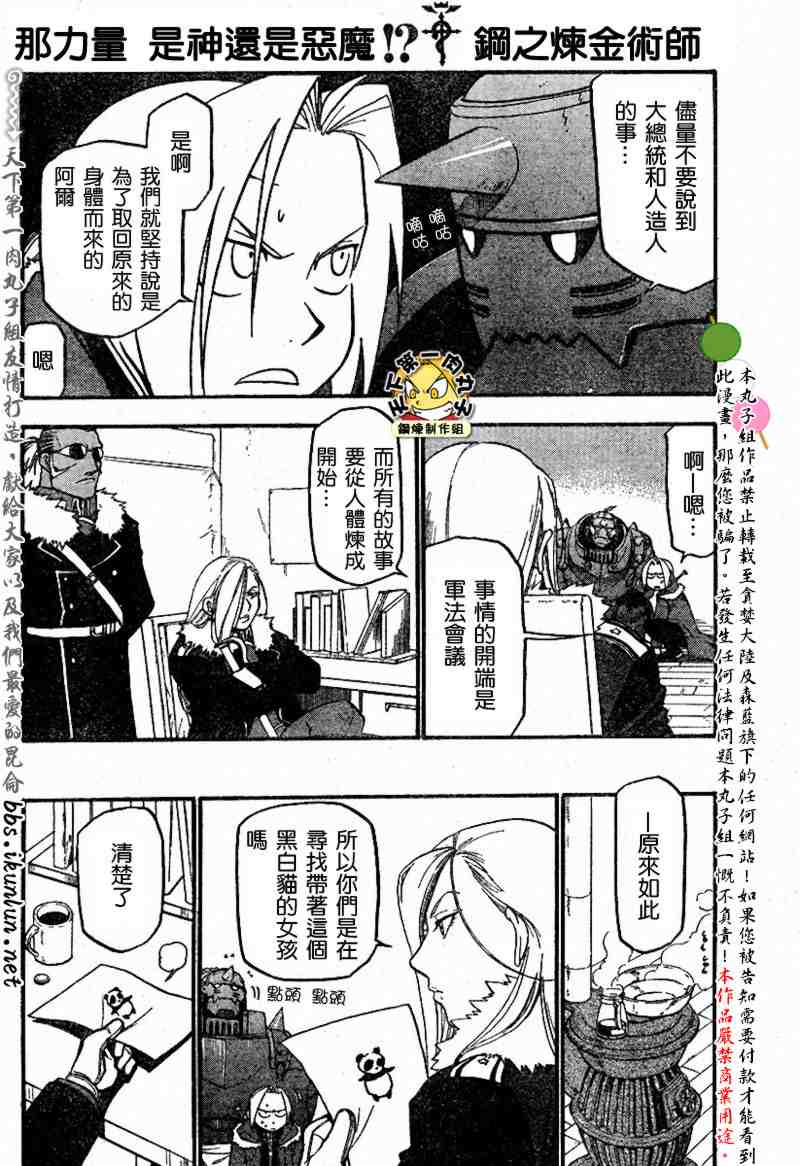 那力量 是神還是惡魔!? 鋼之煉金術師
儘量不要說到
大總統和人造人
的事…
嘀咕
嘀咕
是啊
我們就堅持說是
為了取回原來的
身體而來的
阿爾
嗯
天下第一肉丸子
鋼煉制作組
啊ー嗯…
事情的開端是
軍法會議
而所有的故事
要從人體煉成
開始…
ー原來如此
所以你們是在
尋找帶著這個
黑白貓的女孩
嗎
點頭 點頭
清楚了
本丸子組作品禁止轉載至貪婪大陸及森藍旗下的任何網站!如果您被告知需要付款才能看到
此漫畫,那麼您被騙了。若發生任何法律問題本丸子組一慨不負責!本作品嚴禁商業用途。
天下第一肉丸子組友情打造,獻給大家以及我們最愛的昆侖 bbs.ikunlun.net